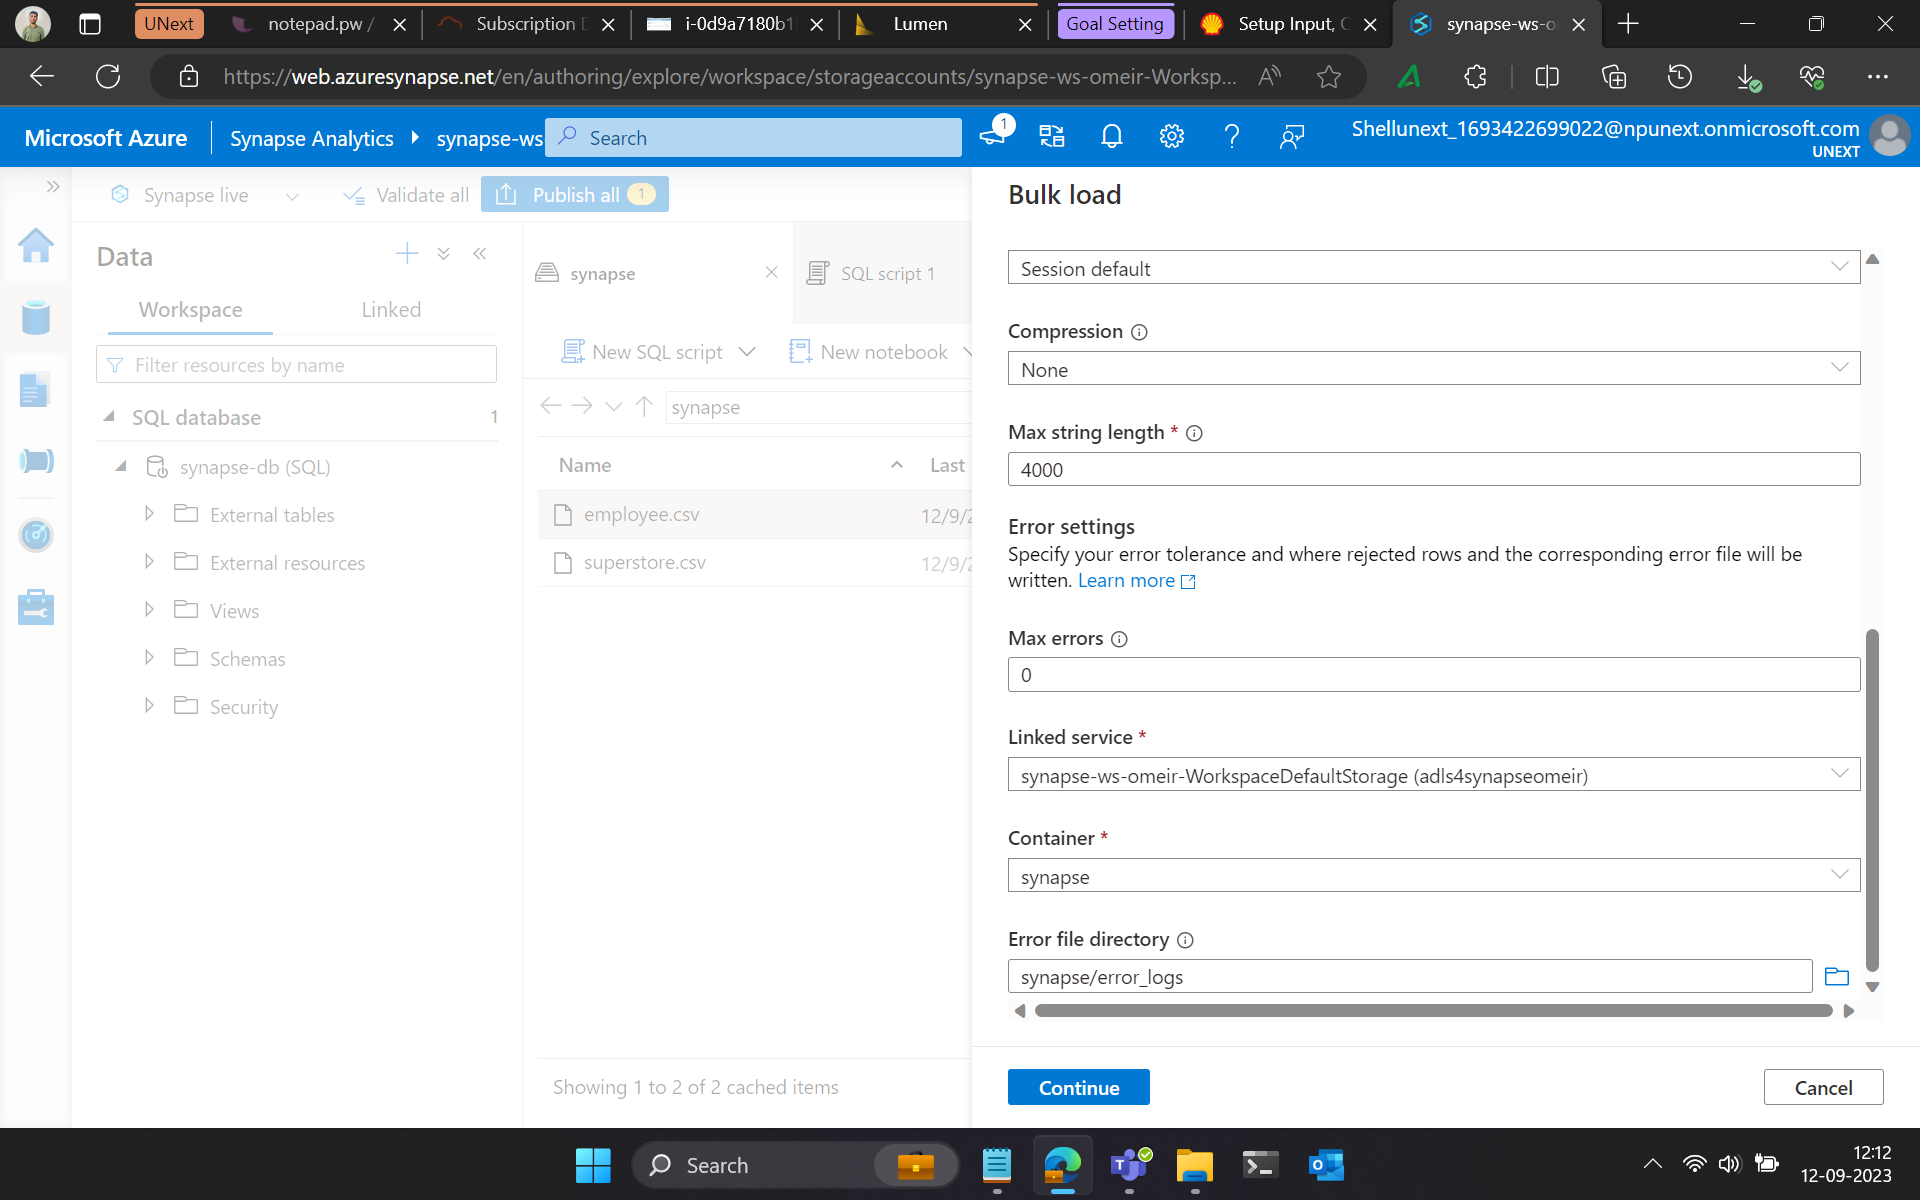 UNext
notepad.pw /
Subscription D
i-0d9a7180b1
Lumen
Goal Setting
Setup Input, C
synapse-ws-o
https://web.azuresynapse.net/en/authoring/explore/workspace/storageaccounts/synapse-ws-omeir-Worksp...
Microsoft Azure
Synapse Analytics
synapse-ws
Search
1
Shellunext_1693422699022@npunext.onmicrosoft.com
UNEXT
Synapse live
Validate all
Publish all 1
Data
Workspace
Linked
Filter resources by name
SQL database 1
synapse-db (SQL)
External tables
External resources
Views
Schemas
Security
synapse
SQL script 1
New SQL script
New notebook
synapse
Name
Last
employee.csv 12/9/2
superstore.csv 12/9/2
Showing 1 to 2 of 2 cached items
Bulk load
Session default
Compression
None
Max string length *
4000
Error settings
Specify your error tolerance and where rejected rows and the corresponding error file will be
written. Learn more
Max errors
0
Linked service *
synapse-ws-omeir-WorkspaceDefaultStorage (adls4synapseomeir)
Container *
synapse
Error file directory
synapse/error_logs
Continue
Cancel
Search
12:12
12-09-2023